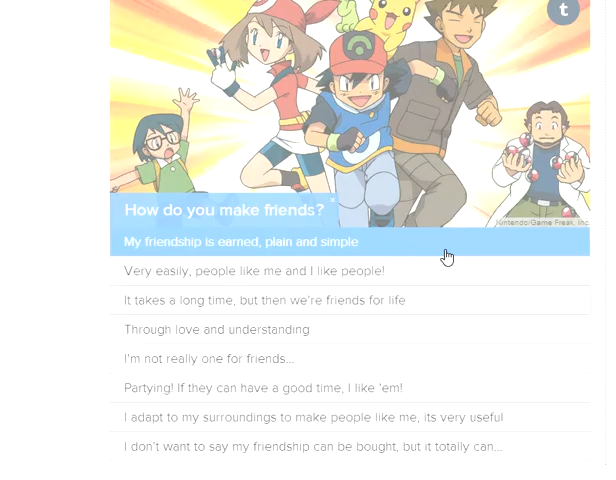 t
How do you make friends?
Nintendo/Game Freak, Inc.
My friendship is earned, plain and simple
Very easily, people like me and I like people!
It takes a long time, but then we're friends for life
Through love and understanding
I'm not really one for friends...
Partying! If they can have a good time, I like 'em!
I adapt to my surroundings to make people like me, its very useful
I don't want to say my friendship can be bought, but it totally can...